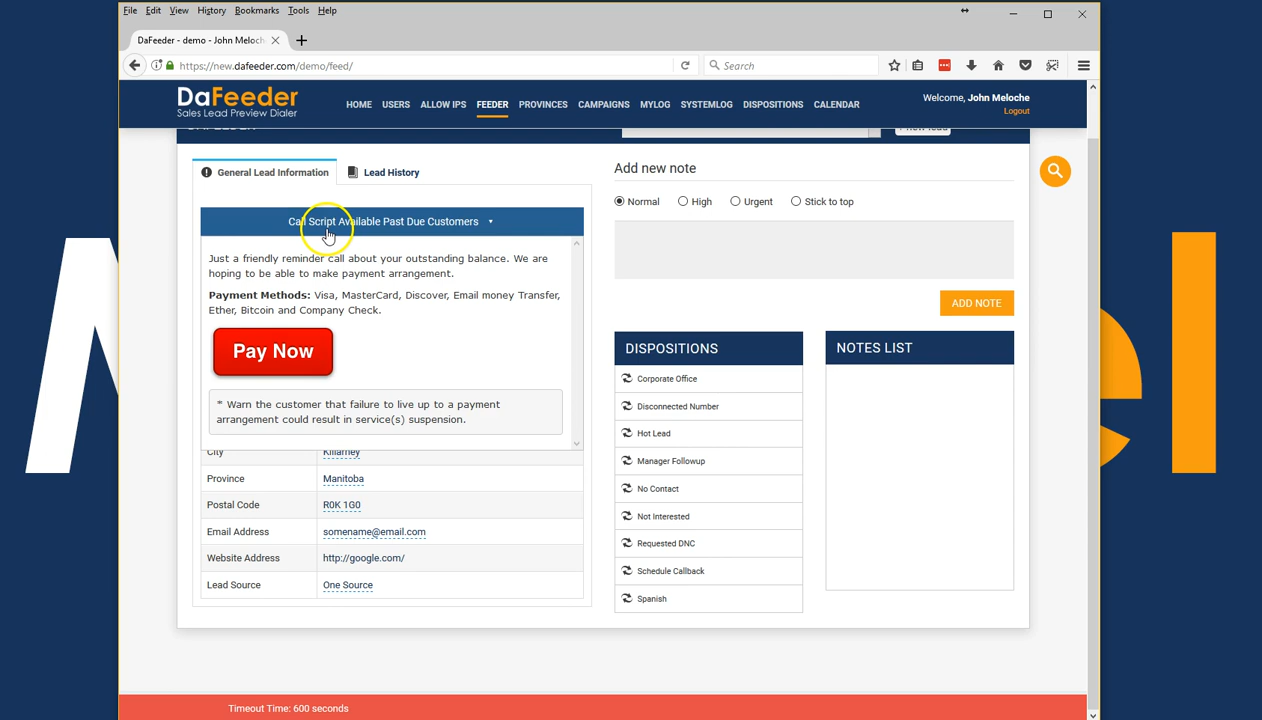 File Edit View History Bookmarks Tools Help
DaFeeder - demo - John Meloch
https://new.dafeeder.com/demo/feed/
Search
DaFeeder
Sales Lead Preview Dialer
HOME USERS ALLOW IPS FEEDER PROVINCES CAMPAIGNS MYLOG SYSTEMLOG DISPOSITIONS CALENDAR
Welcome, John Meloche
Logout
General Lead Information
Lead History
Call Script Available Past Due Customers
Just a friendly reminder call about your outstanding balance. We are
hoping to be able to make payment arrangement.
Payment Methods: Visa, MasterCard, Discover, Email money Transfer,
Ether, Bitcoin and Company Check.
Pay Now
* Warn the customer that failure to live up to a payment
arrangement could result in service(s) suspension.
City Killarney
Province Manitoba
Postal Code R0K 1G0
Email Address somename@email.com
Website Address http://google.com/
Lead Source One Source
Add new note
Normal High Urgent Stick to top
ADD NOTE
DISPOSITIONS
Corporate Office
Disconnected Number
Hot Lead
Manager Followup
No Contact
Not Interested
Requested DNC
Schedule Callback
Spanish
NOTES LIST
Timeout Time: 600 seconds